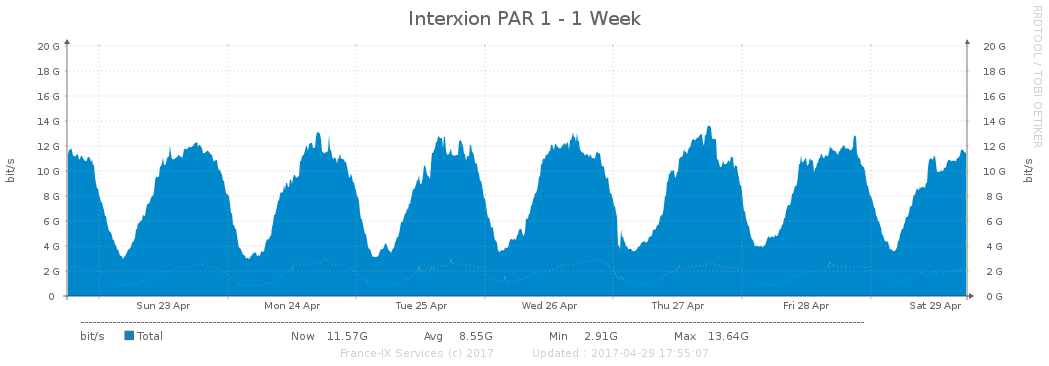 Interxion PAR 1 - 1 Week
RRDTOOL / TOBI OETIKER
20 G 20 G
18 G 18 G
16 G 16 G
14 G 14 G
12 G 12 G
10 G 10 G
8 G 8 G
6 G 6 G
4 G 4 G
2 G 2 G
0 0 G
bit/s
bit/s
Sun 23 Apr Mon 24 Apr Tue 25 Apr Wed 26 Apr Thu 27 Apr Fri 28 Apr Sat 29 Apr
bit/s Total Now 11.57G Avg 8.55G Min 2.91G Max 13.64G
France-IX Services (c) 2017 Updated : 2017-04-29 17:55:07